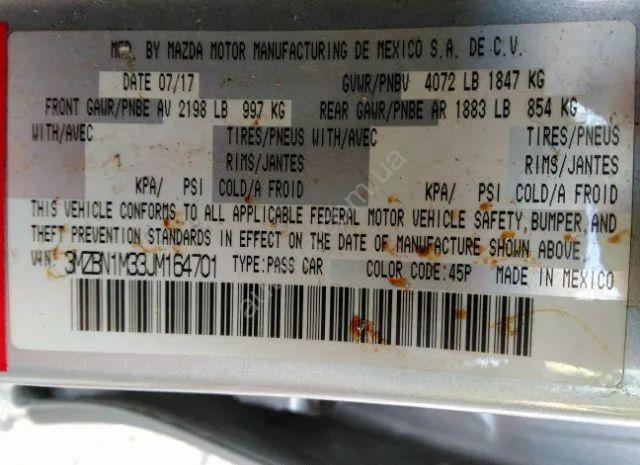 MFD BY MAZDA MOTOR MANUFACTURING DE MEXICO S.A. DE C.V.
DATE 07/17 GVWR/PNBV 4072 LB 1847 KG
FRONT GAWR/PNBE AV 2198 LB 997 KG REAR GAWR/PNBE AR 1883 LB 854 KG
WITH/AVEC TIRES/PNEUS WITH/AVEC TIRES/PNEUS
RIMS/JANTES RIMS/JANTES
KPA/ PSI COLD/A FROID KPA/ PSI COLD/A FROID
THIS VEHICLE CONFORMS TO ALL APPLICABLE FEDERAL MOTOR VEHICLE SAFETY, BUMPER, AND
THEFT PREVENTION STANDARDS IN EFFECT ON THE DATE OF MANUFACTURE SHOWN ABOVE.
VIN: 3MZBN1M33JM164701 TYPE:PASS CAR COLOR CODE:45P MADE IN MEXICO